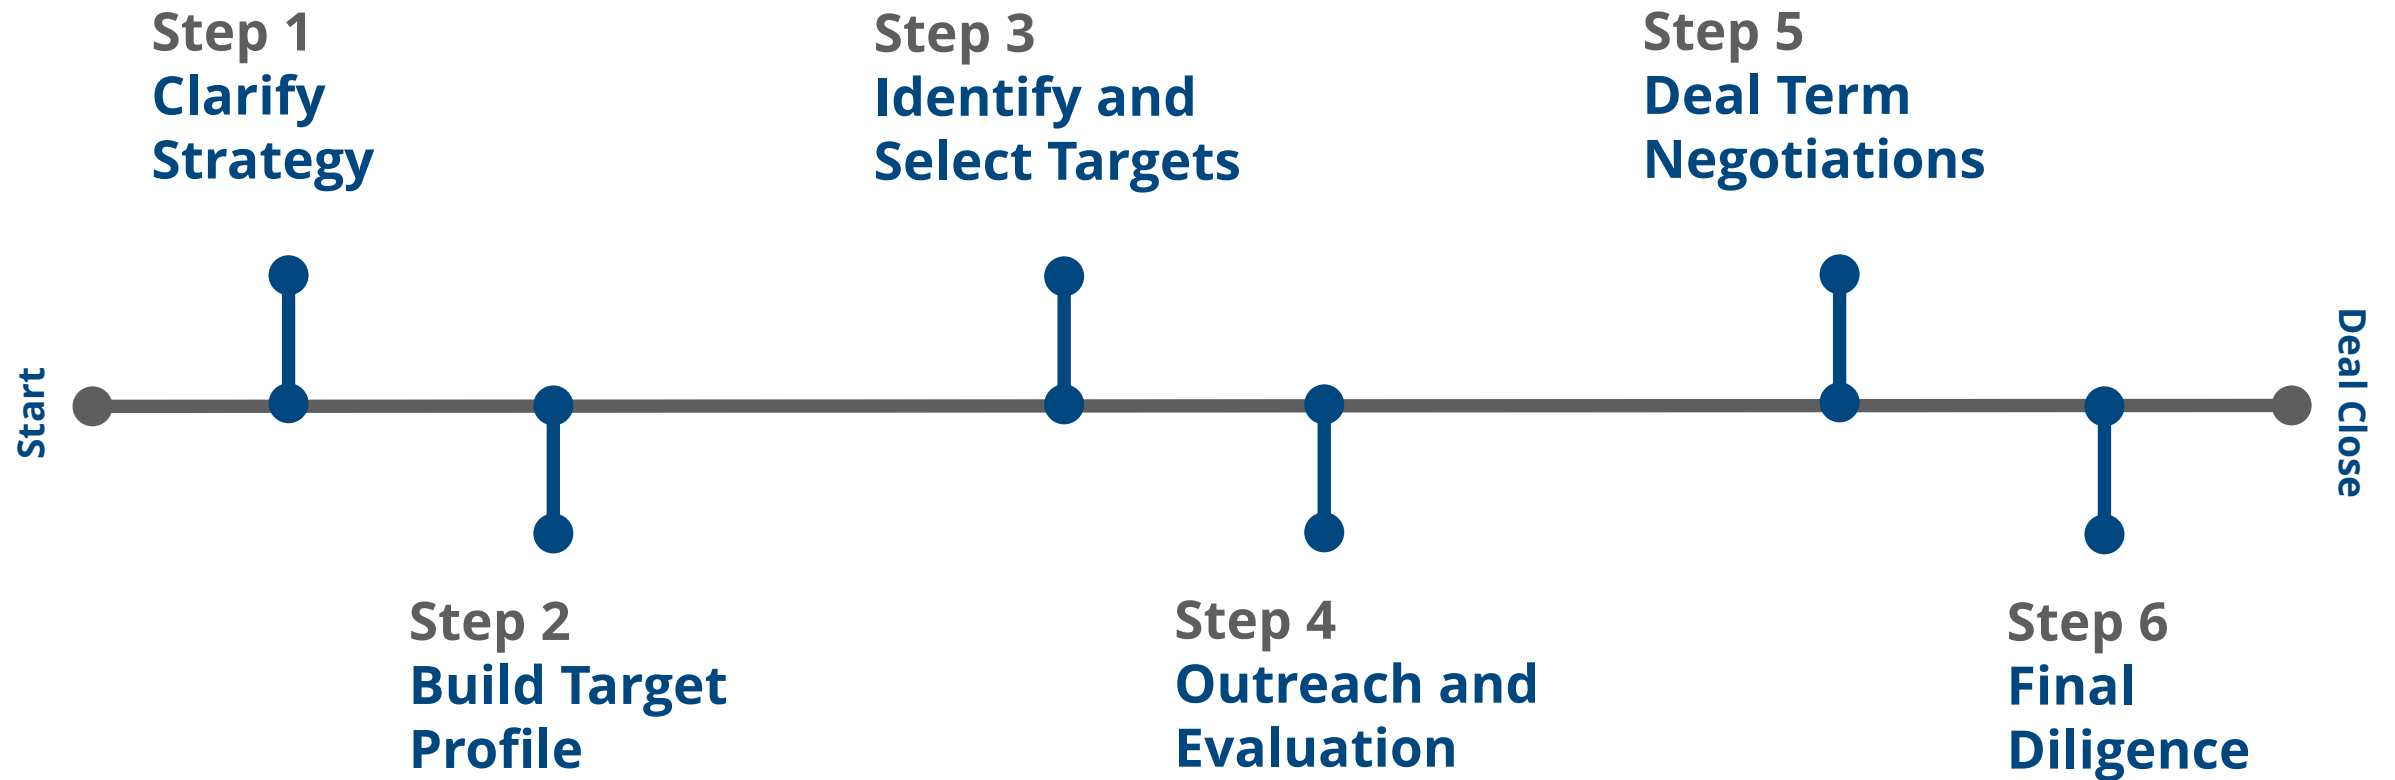 Start
Step 1
Clarify
Strategy
Step 2
Build Target
Profile
Step 3
Identify and
Select Targets
Step 4
Outreach and
Evaluation
Step 5
Deal Term
Negotiations
Step 6
Final
Diligence
Deal Close